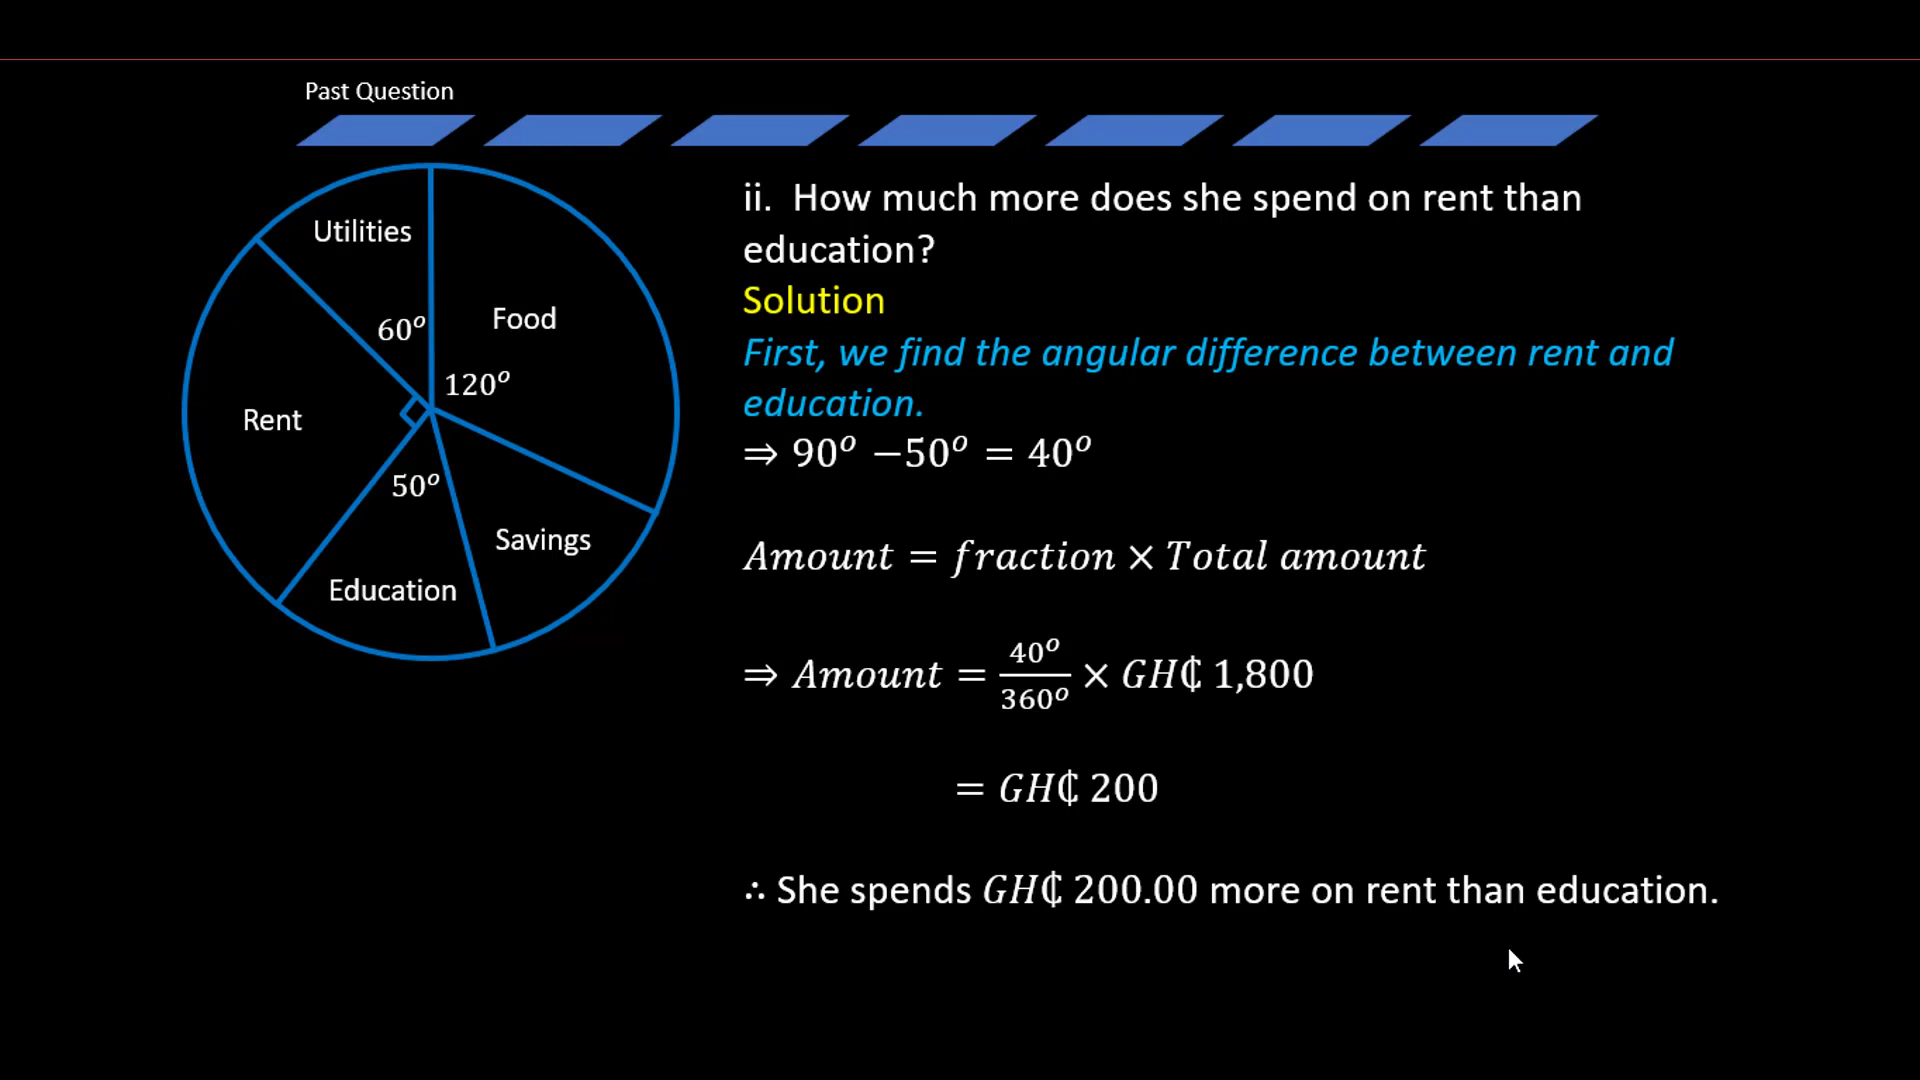 Past Question
Utilities
60°
Food
120°
Rent
50°
Savings
Education
ii. How much more does she spend on rent than
education?
Solution
First, we find the angular difference between rent and
education.
⇒ 90° −50° = 40°
Amount = fraction × Total amount
⇒ Amount = 40°/360° × GH₵ 1,800
= GH₵ 200
∴ She spends GH₵ 200.00 more on rent than education.